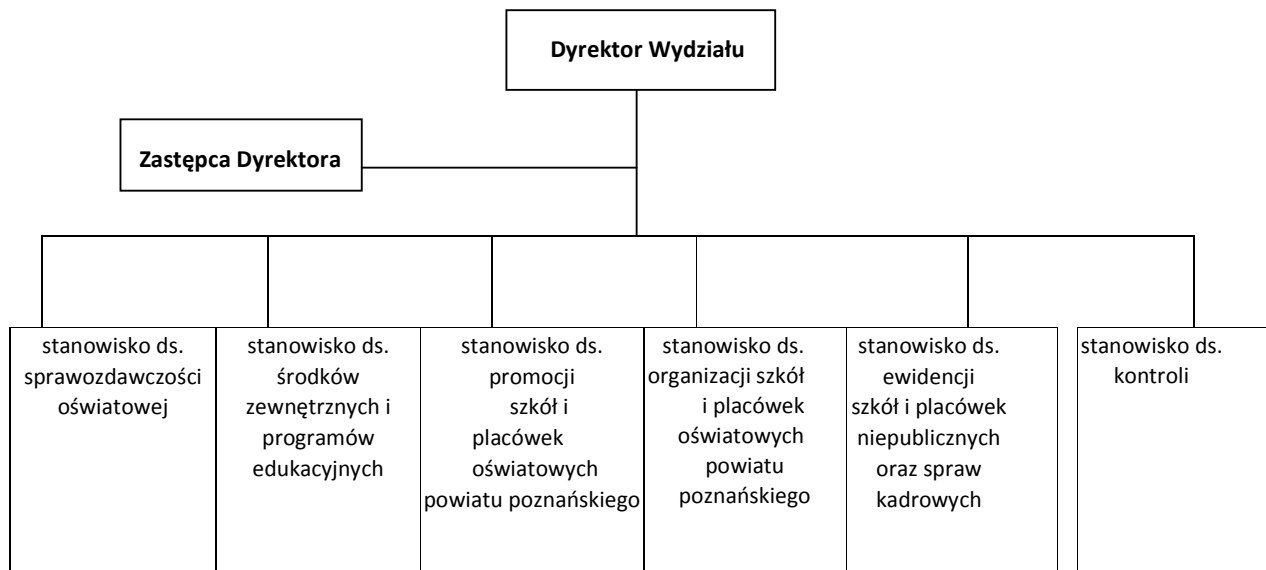 Dyrektor Wydziału
Zastępca Dyrektora
stanowisko ds.
sprawozdawczości
oświatowej
stanowisko ds.
środków
zewnętrznych i
programów
edukacyjnych
stanowisko ds.
promocji
szkół i
placówek
oświatowych
powiatu poznańskiego
stanowisko ds.
organizacji szkół
i placówek
oświatowych
powiatu
poznańskiego
stanowisko ds.
ewidencji
szkół i placówek
niepublicznych
oraz spraw
kadrowych
stanowisko ds.
kontroli